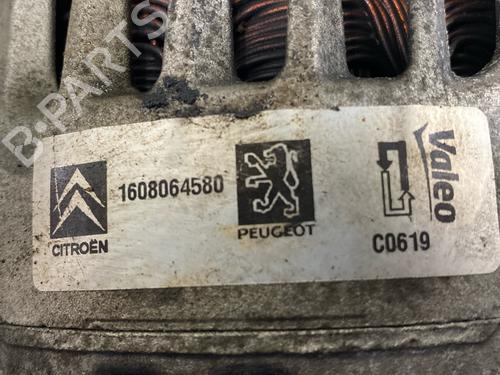 B-PARTS
CITROËN
1608064580
PEUGEOT
C0619
Valeo